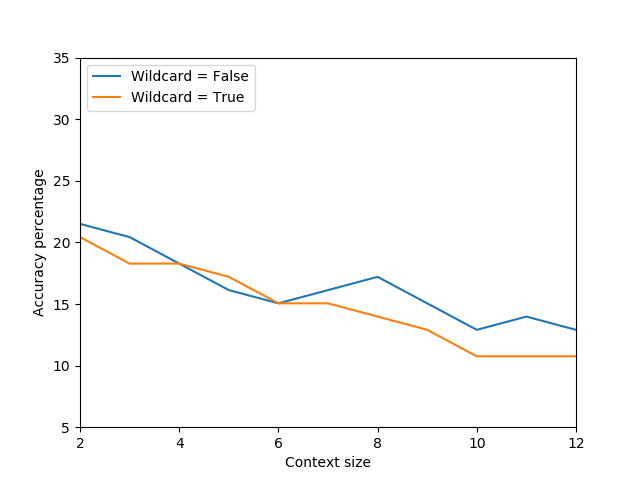 Wildcard = False
Wildcard = True
35
30
25
20
15
10
5
Accuracy percentage
2 4 6 8 10 12
Context size